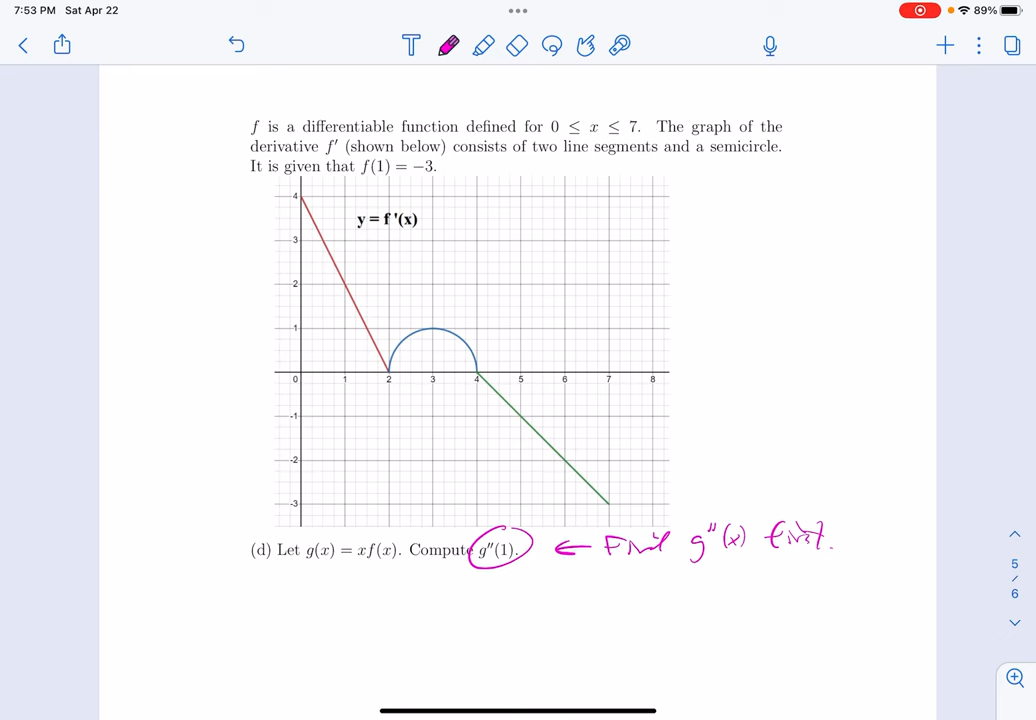 7:53 PM Sat Apr 22
89%
T
f is a differentiable function defined for 0 ≤ x ≤ 7. The graph of the
derivative f′ (shown below) consists of two line segments and a semicircle.
It is given that f(1) = −3.
4
y = f '(x)
3
2
1
0 1 2 3 4 5 6 7 8
-1
-2
-3
(d) Let g(x) = xf(x). Compute g″(1). ← Find g″(x) first.
5
/
6